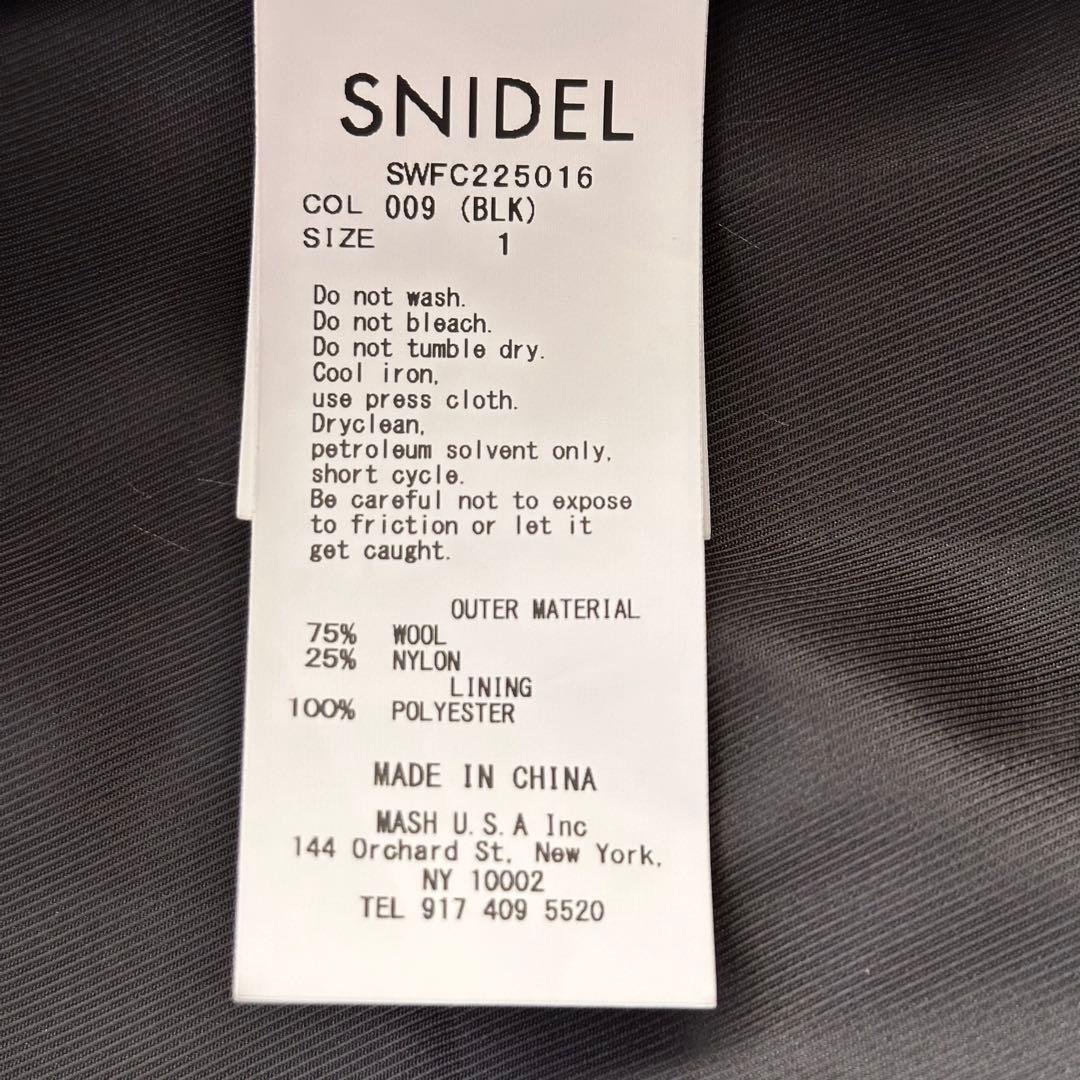 SNIDEL
SWFC225016
COL 009 (BLK)
SIZE 1
Do not wash.
Do not bleach.
Do not tumble dry.
Cool iron,
use press cloth.
Dryclean,
petroleum solvent only,
short cycle.
Be careful not to expose
to friction or let it
get caught.
OUTER MATERIAL
75% WOOL
25% NYLON
LINING
100% POLYESTER
MADE IN CHINA
MASH U.S.A Inc
144 Orchard St, New York,
NY 10002
TEL 917 409 5520